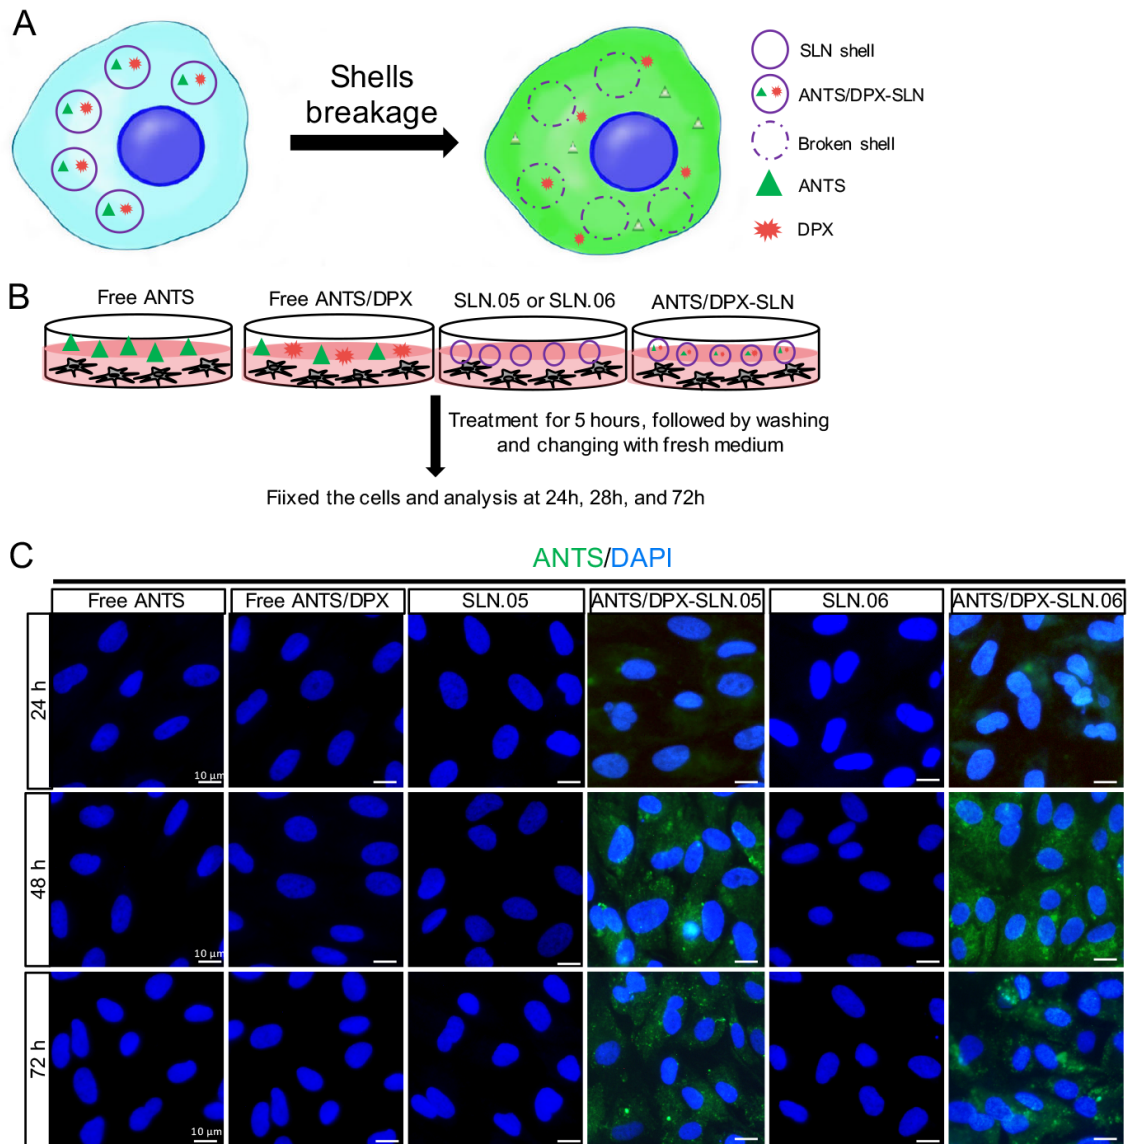 A
Shells
breakage
SLN shell
ANTS/DPX-SLN
Broken shell
ANTS
DPX
B
Free ANTS
Free ANTS/DPX
SLN.05 or SLN.06
ANTS/DPX-SLN
Treatment for 5 hours, followed by washing
and changing with fresh medium
Fiixed the cells and analysis at 24h, 28h, and 72h
C
ANTS/DAPI
Free ANTS
Free ANTS/DPX
SLN.05
ANTS/DPX-SLN.05
SLN.06
ANTS/DPX-SLN.06
24 h
10 µm
48 h
10 µm
72 h
10 µm